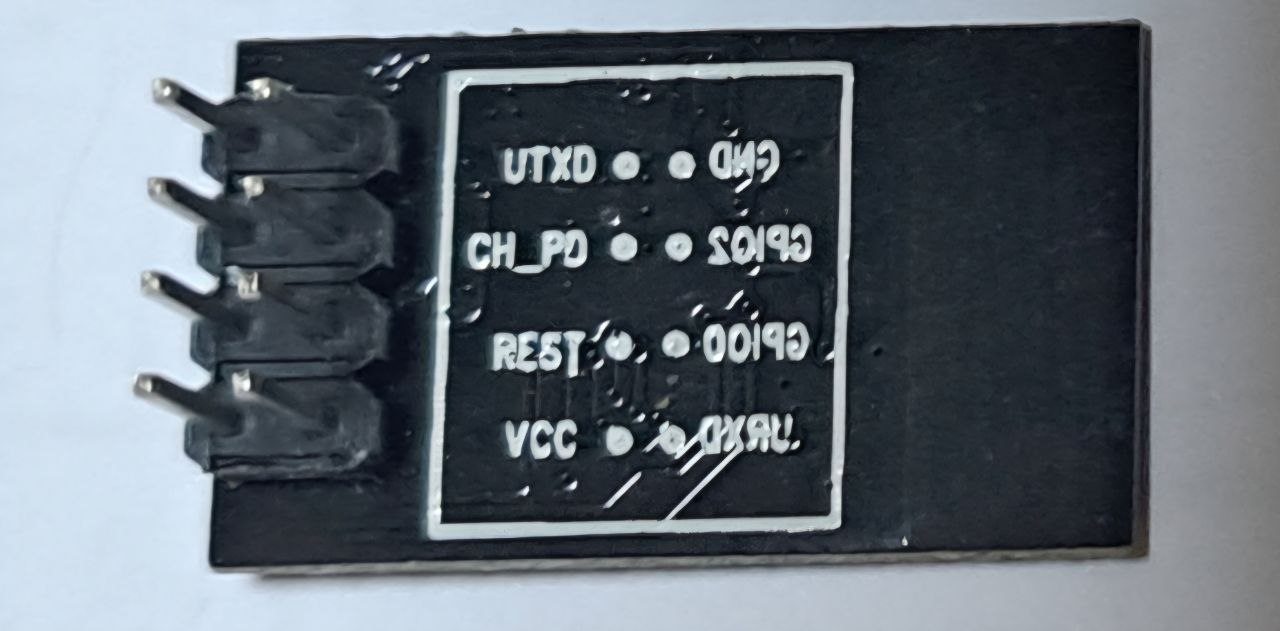 UTXD GND
CH_PD GPIO2
REST GPIO0
VCC URXD